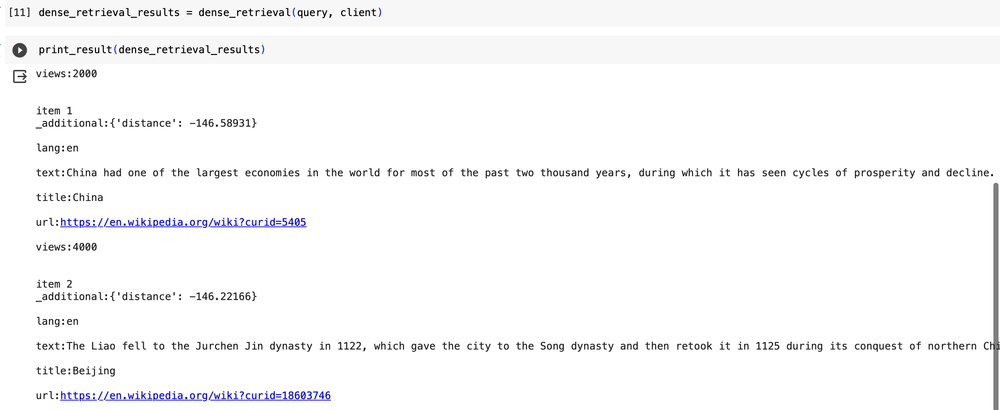 [11] dense_retrieval_results = dense_retrieval(query, client)
print_result(dense_retrieval_results)
views:2000
item 1
_additional:{'distance': -146.58931}
lang:en
text:China had one of the largest economies in the world for most of the past two thousand years, during which it has seen cycles of prosperity and decline.
title:China
url:https://en.wikipedia.org/wiki?curid=5405
views:4000
item 2
_additional:{'distance': -146.22166}
lang:en
text:The Liao fell to the Jurchen Jin dynasty in 1122, which gave the city to the Song dynasty and then retook it in 1125 during its conquest of northern Chi
title:Beijing
url:https://en.wikipedia.org/wiki?curid=18603746